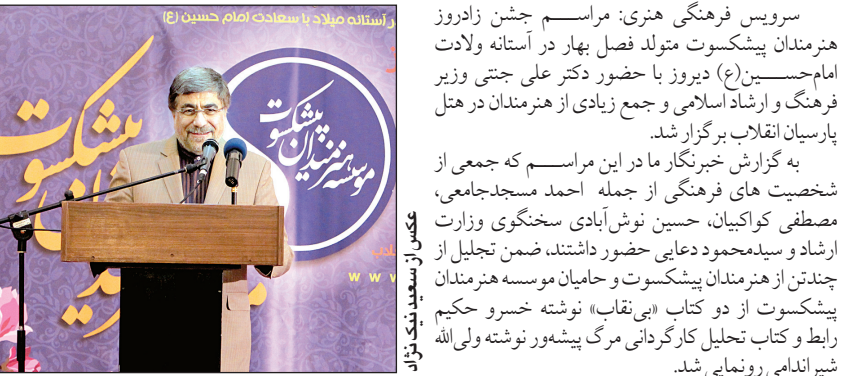 سرویس فرهنگی هنری: مراســـم جشن زادروز
هنرمندان پیشکسوت متولد فصل بهار در آستانه ولادت
امام‌حســـین(ع) دیروز با حضور دکتر علی جنتی وزیر
فرهنگ و ارشاد اسلامی و جمع زیادی از هنرمندان در هتل
پارسیان انقلاب برگزار شد.
به گزارش خبرنگار ما در این مراســـم که جمعی از
شخصیت های فرهنگی از جمله احمد مسجدجامعی،
مصطفی کواکبیان، حسین نوش‌آبادی سخنگوی وزارت
ارشاد و سیدمحمود دعایی حضور داشتند، ضمن تجلیل از
چندتن از هنرمندان پیشکسوت و حامیان موسسه هنرمندان
پیشکسوت از دو کتاب «بی‌نقاب» نوشته خسرو حکیم
رابط و کتاب تحلیل کارگردانی مرگ پیشه‌ور نوشته ولی‌الله
شیراندامی رونمایی شد.
عکس از سعید نیک نژاد
در آستانه میلاد با سعادت امام حسین (ع)
موسسه هنرمندان پیشکسوت
پیشکسوت
w w